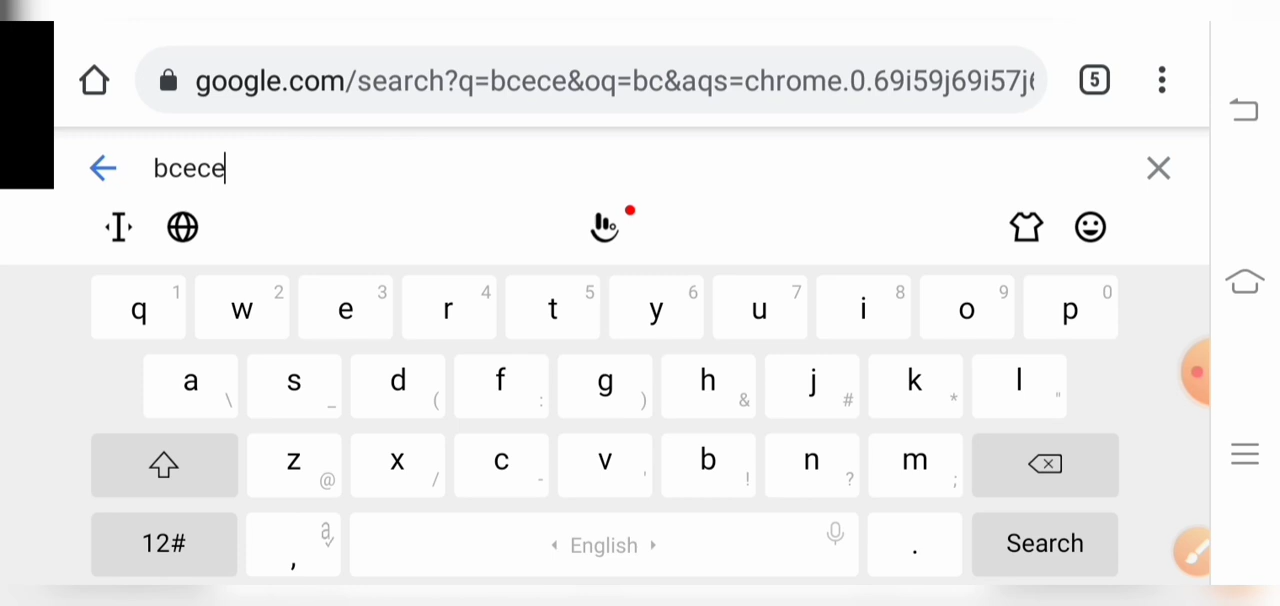 google.com/search?q=bcece&oq=bc&aqs=chrome.0.69i59j69i57j
5
bcece
q 1 w 2 e 3 r 4 t 5 y 6 u 7 i 8 o 9 p 0
a \ s _ d ( f : g ) h & j # k * l "
z @ x / c - v ' b ! n ? m ;
12# , a English . Search